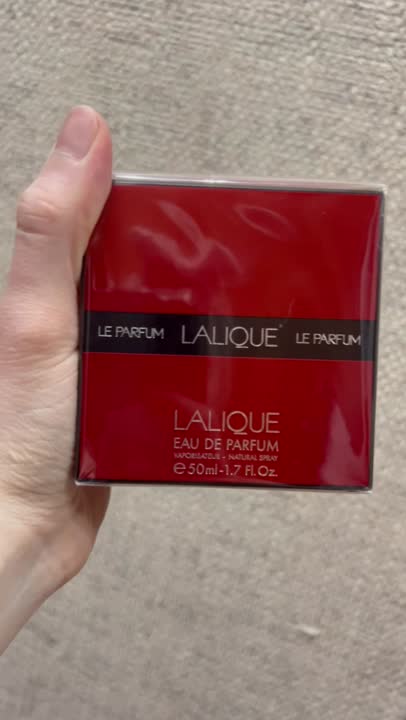 LE PARFUM LALIQUE® LE PARFUM
LALIQUE
EAU DE PARFUM
VAPORISATEUR - NATURAL SPRAY
e 50ml - 1.7 Fl. Oz.